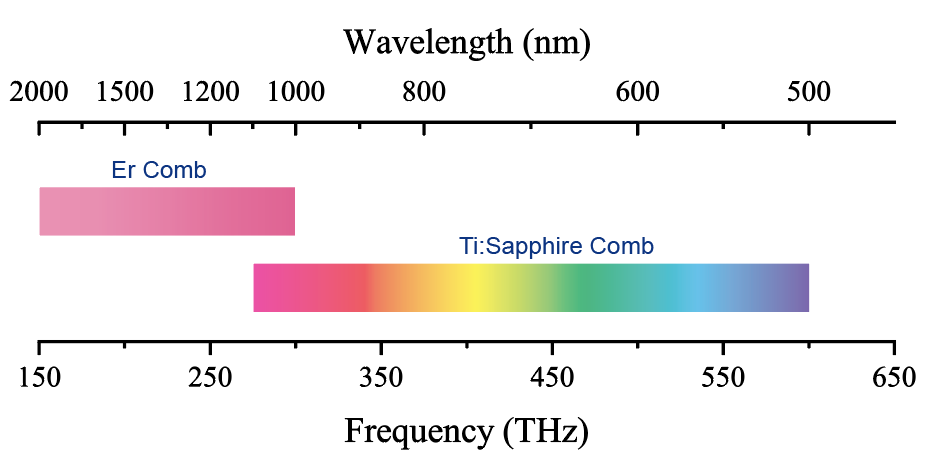 Wavelength (nm)
2000 1500 1200 1000 800 600 500
Er Comb
Ti:Sapphire Comb
150 250 350 450 550 650
Frequency (THz)